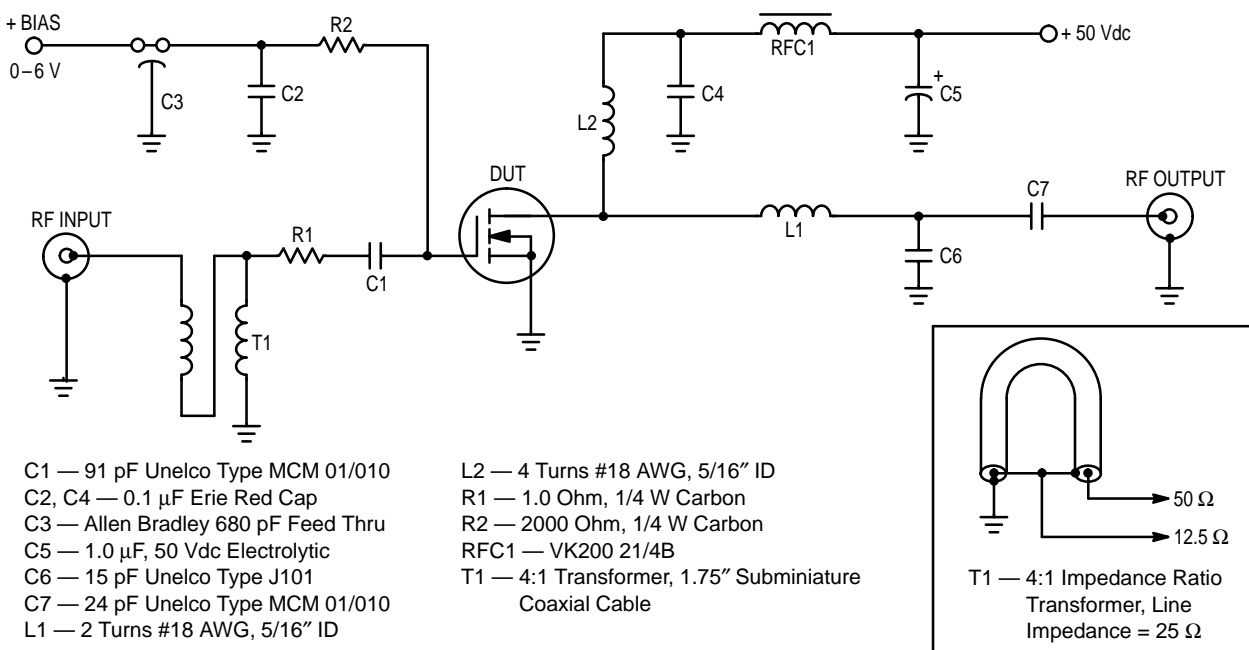 + BIAS
0–6 V
R2
C3
C2
RF INPUT
R1
C1
T1
DUT
L2
C4
RFC1
+
C5
+ 50 Vdc
L1
C6
C7
RF OUTPUT
C1 — 91 pF Unelco Type MCM 01/010
C2, C4 — 0.1 µF Erie Red Cap
C3 — Allen Bradley 680 pF Feed Thru
C5 — 1.0 µF, 50 Vdc Electrolytic
C6 — 15 pF Unelco Type J101
C7 — 24 pF Unelco Type MCM 01/010
L1 — 2 Turns #18 AWG, 5/16″ ID
L2 — 4 Turns #18 AWG, 5/16″ ID
R1 — 1.0 Ohm, 1/4 W Carbon
R2 — 2000 Ohm, 1/4 W Carbon
RFC1 — VK200 21/4B
T1 — 4:1 Transformer, 1.75″ Subminiature
Coaxial Cable
50 Ω
12.5 Ω
T1 — 4:1 Impedance Ratio
Transformer, Line
Impedance = 25 Ω